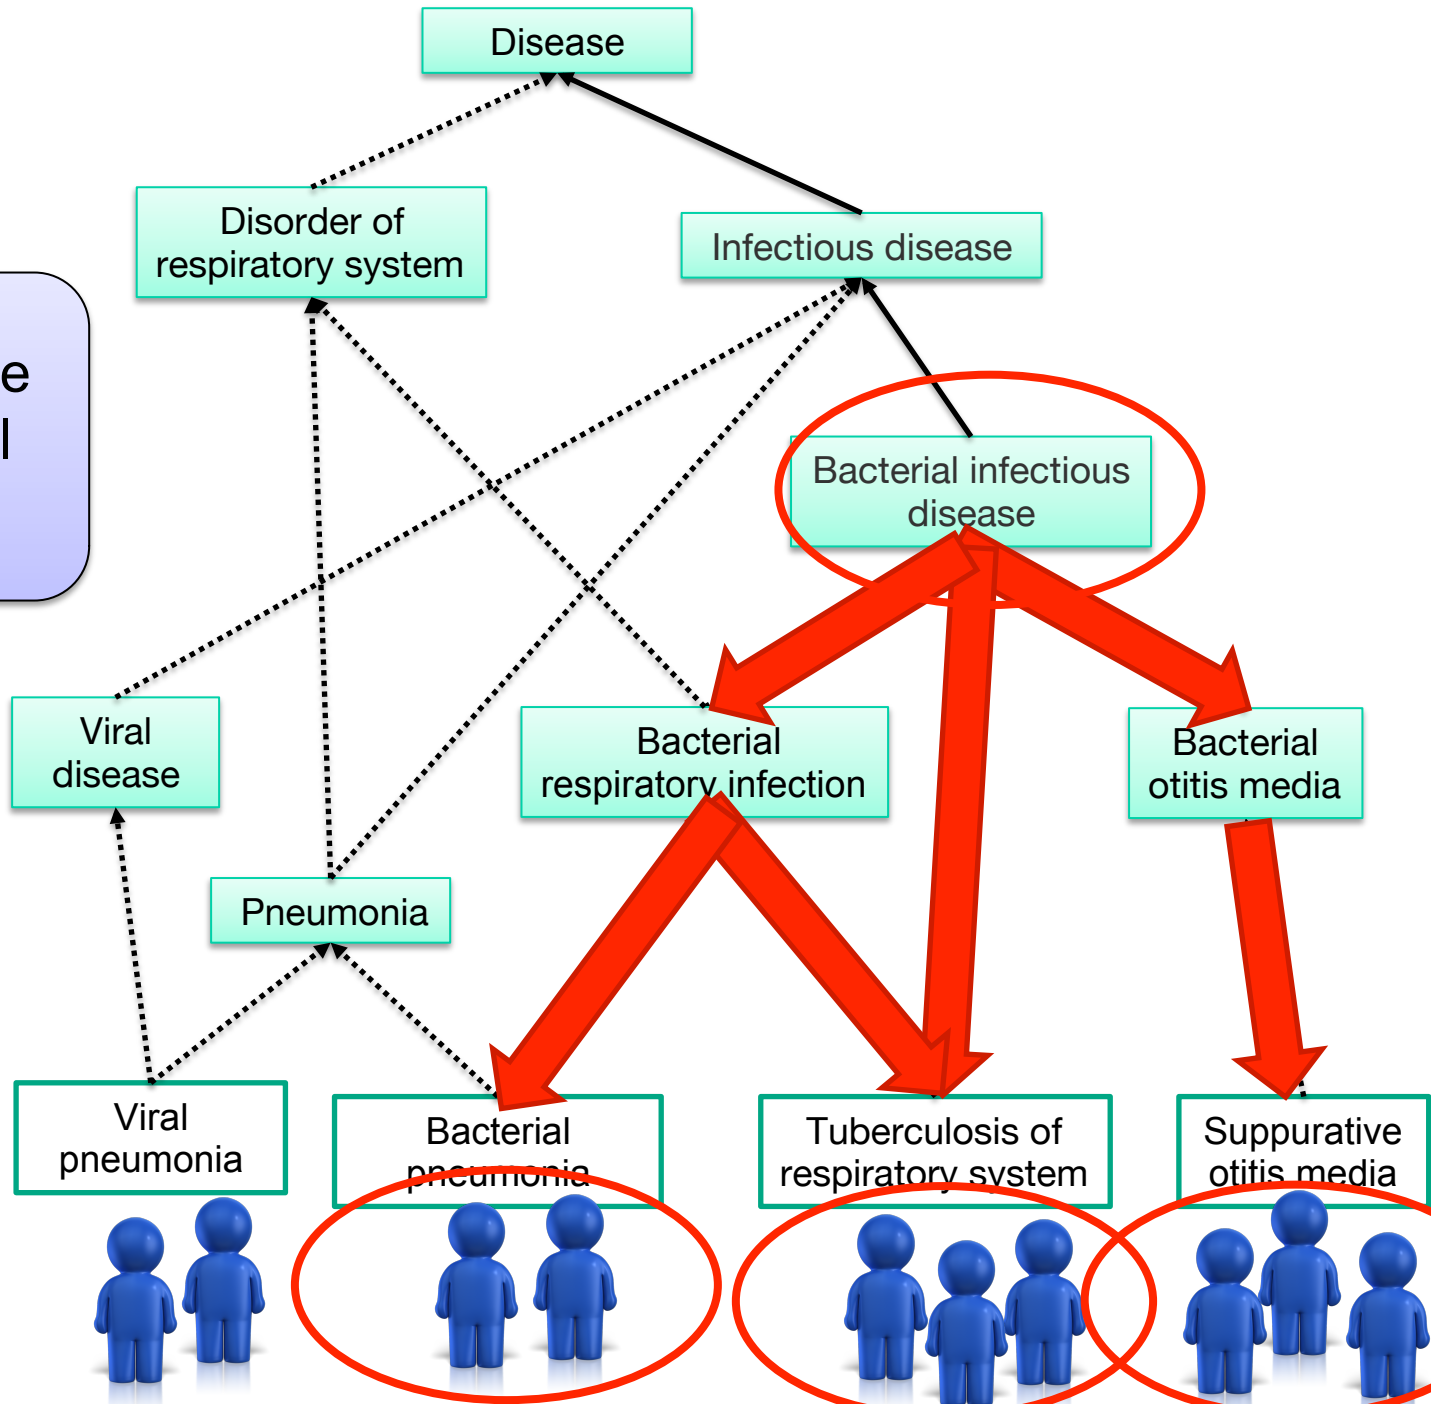 Disease
Disorder of
respiratory system
Infectious disease
Bacterial infectious
disease
Viral
disease
Bacterial
respiratory infection
Bacterial
otitis media
Pneumonia
Viral
pneumonia
Bacterial
pneumonia
Tuberculosis of
respiratory system
Suppurative
otitis media